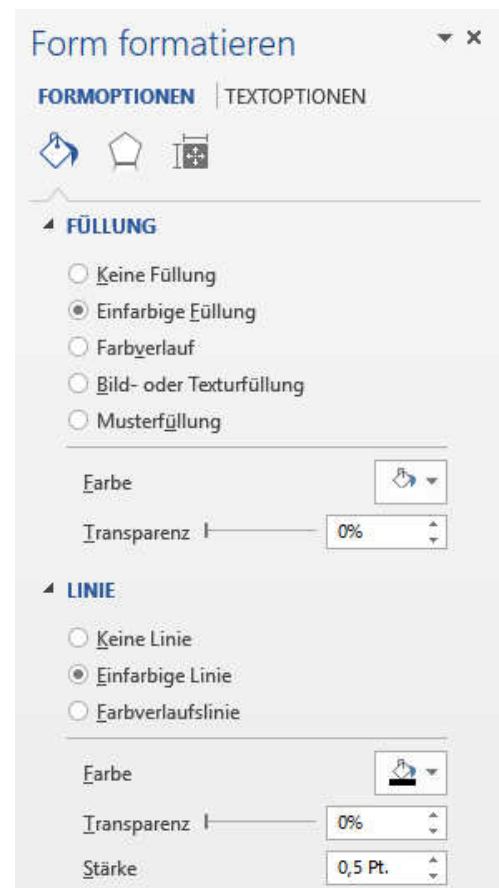 Form formatieren
FORMOPTIONEN TEXTOPTIONEN
FÜLLUNG
Keine Füllung
Einfarbige Füllung
Farbverlauf
Bild- oder Texturfüllung
Musterfüllung
Farbe
Transparenz 0%
LINIE
Keine Linie
Einfarbige Linie
Farbverlaufslinie
Farbe
Transparenz 0%
Stärke 0,5 Pt.